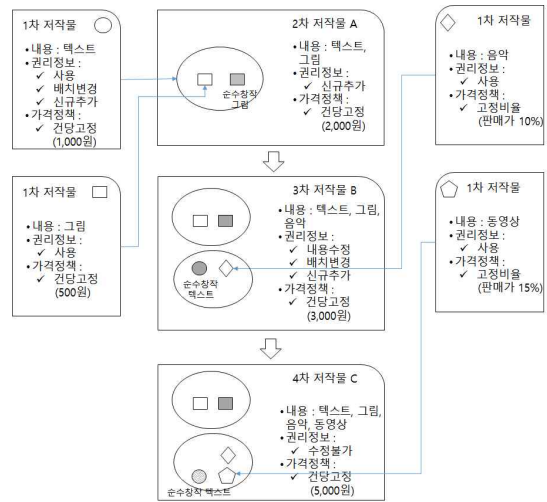 1차 저작물
• 내용 : 텍스트
• 권리정보 :
✓ 사용
✓ 배치변경
✓ 신규추가
• 가격정책 :
✓ 건당고정
(1,000원)
2차 저작물 A
• 내용 : 텍스트,
그림
• 권리정보 :
✓ 신규추가
• 가격정책 :
✓ 건당고정
(2,000원)
순수창작
그림
1차 저작물
• 내용 : 음악
• 권리정보 :
✓ 사용
• 가격정책 :
✓ 고정비율
(판매가 10%)
1차 저작물
• 내용 : 그림
• 권리정보 :
✓ 사용
• 가격정책 :
✓ 건당고정
(500원)
3차 저작물 B
• 내용 : 텍스트, 그림,
음악
• 권리정보 :
✓ 내용수정
✓ 배치변경
✓ 신규추가
• 가격정책 :
✓ 건당고정
(3,000원)
순수창작
텍스트
1차 저작물
• 내용 : 동영상
• 권리정보 :
✓ 사용
• 가격정책 :
✓ 고정비율
(판매가 15%)
4차 저작물 C
• 내용 : 텍스트, 그림,
음악, 동영상
• 권리정보 :
✓ 수정불가
• 가격정책 :
✓ 건당고정
(5,000원)
순수창작 텍스트